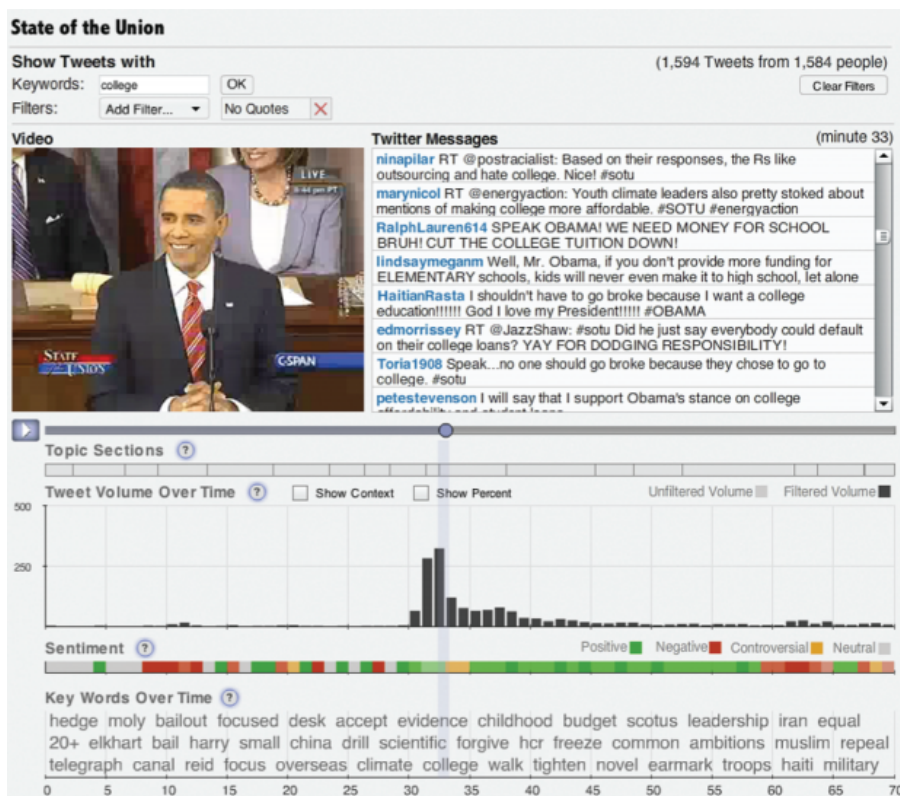 State of the Union
Show Tweets with
(1,594 Tweets from 1,584 people)
Keywords: college OK
Clear Filters
Filters: Add Filter... No Quotes
Video
Twitter Messages
(minute 33)
LIVE
STATE
of the UNION
C-SPAN
ninapilar RT @postracialist: Based on their responses, the Rs like
outsourcing and hate college. Nice! #sotu
marynicol RT @energyaction: Youth climate leaders also pretty stoked about
mentions of making college more affordable. #SOTU #energyaction
RalphLauren614 SPEAK OBAMA! WE NEED MONEY FOR SCHOOL
BRUH! CUT THE COLLEGE TUITION DOWN!
lindsaymeganm Well, Mr. Obama, if you don't provide more funding for
ELEMENTARY schools, kids will never even make it to high school, let alone
HaitianRasta I shouldn't have to go broke because I want a college
education!!!!!! God I love my President!!!!! #OBAMA
edmorrissey RT @JazzShaw: #sotu Did he just say everybody could default
on their college loans? YAY FOR DODGING RESPONSIBILITY!
Toria1908 Speak...no one should go broke because they chose to go to
college. #sotu
petestevenson I will say that I support Obama's stance on college
affordability and student loans
Topic Sections ?
Tweet Volume Over Time ? Show Context Show Percent Unfiltered Volume Filtered Volume
500
250
Sentiment ? Positive Negative Controversial Neutral
Key Words Over Time ?
hedge moly bailout focused desk accept evidence childhood budget scotus leadership iran equal
20+ elkhart bail harry small china drill scientific forgive hcr freeze common ambitions muslim repeal
telegraph canal reid focus overseas climate college walk tighten novel earmark troops haiti military
0 5 10 15 20 25 30 35 40 45 50 55 60 65 70